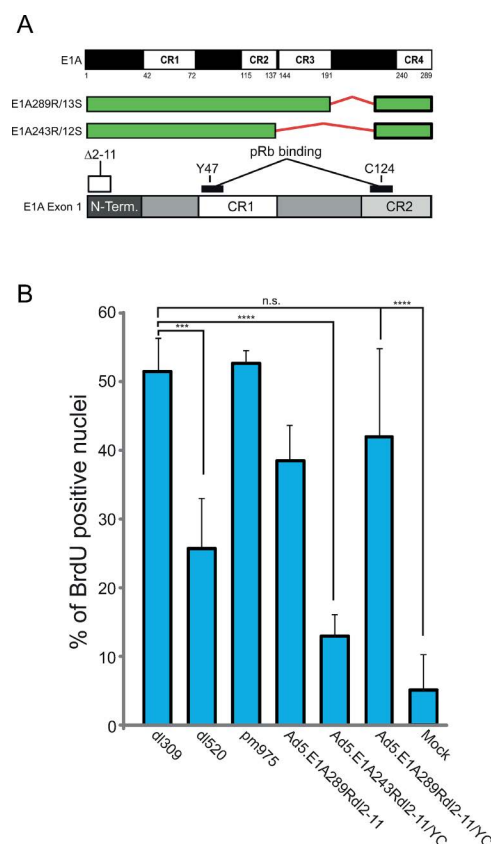 A
E1A CR1 CR2 CR3 CR4
1 42 72 115 137 144 191 240 289
E1A289R/13S
E1A243R/12S
Δ2-11
pRb binding
Y47 C124
E1A Exon 1 N-Term. CR1 CR2
B
n.s.
**** ****
***
% of BrdU positive nuclei
60
50
40
30
20
10
0
dl309
dl520
pm975
Ad5.E1A289Rdl2-11
Ad5.E1A243Rdl2-11/YC
Ad5.E1A289Rdl2-11/YC
Mock